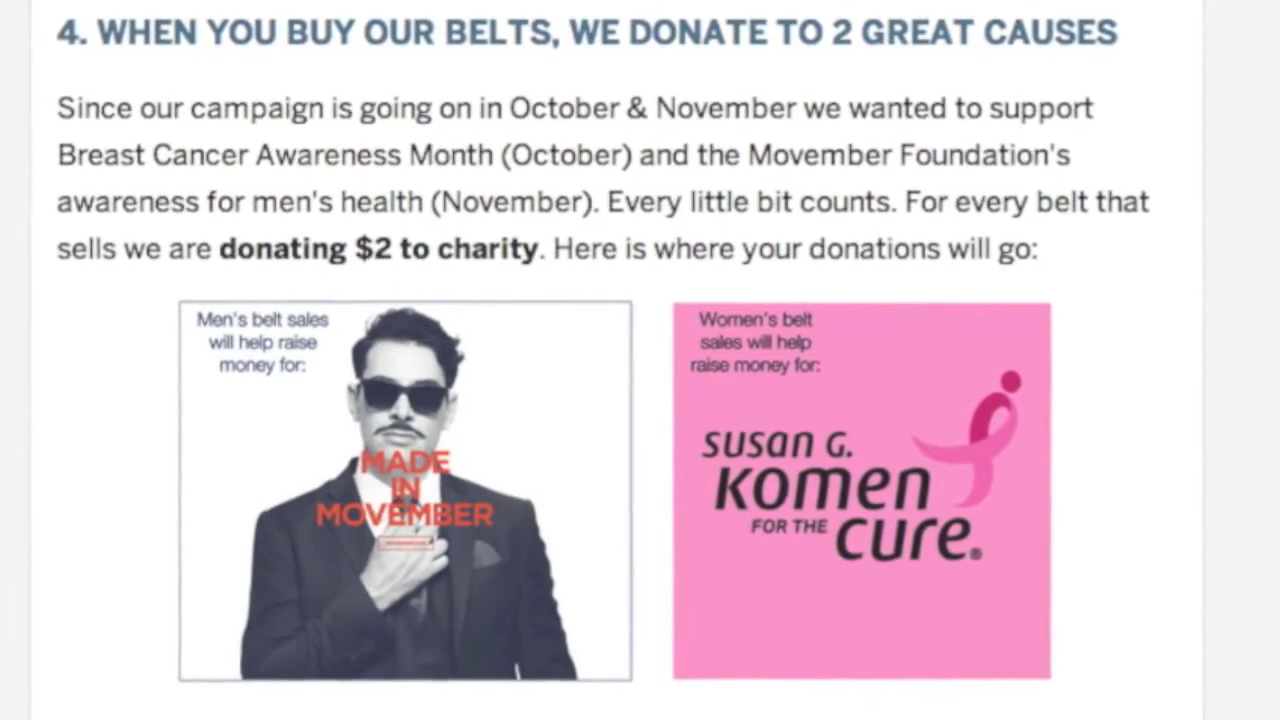 4. WHEN YOU BUY OUR BELTS, WE DONATE TO 2 GREAT CAUSES
Since our campaign is going on in October & November we wanted to support
Breast Cancer Awareness Month (October) and the Movember Foundation's
awareness for men's health (November). Every little bit counts. For every belt that
sells we are donating $2 to charity. Here is where your donations will go:
Men's belt sales
will help raise
money for:
MADE
IN
MOVEMBER
Women's belt
sales will help
raise money for:
susan G.
komen
FOR THE cure®